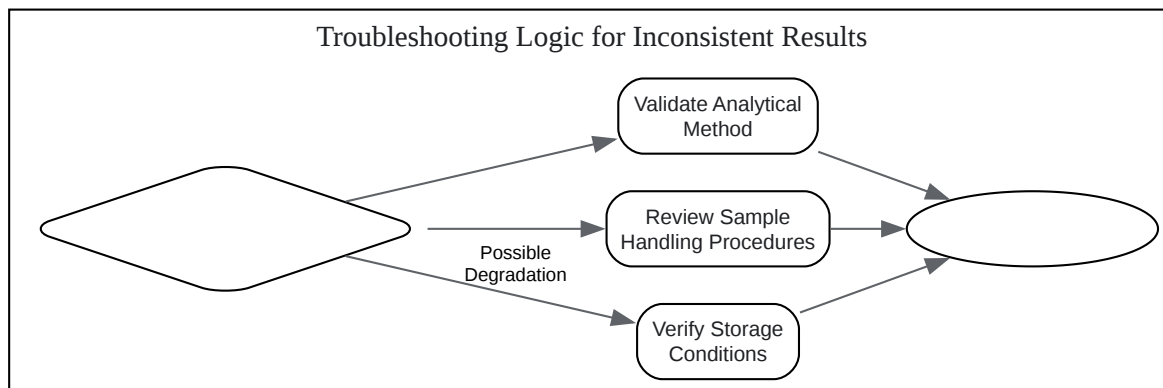 Troubleshooting Logic for Inconsistent Results
Validate Analytical
Method
Review Sample
Handling Procedures
Possible
Degradation
Verify Storage
Conditions